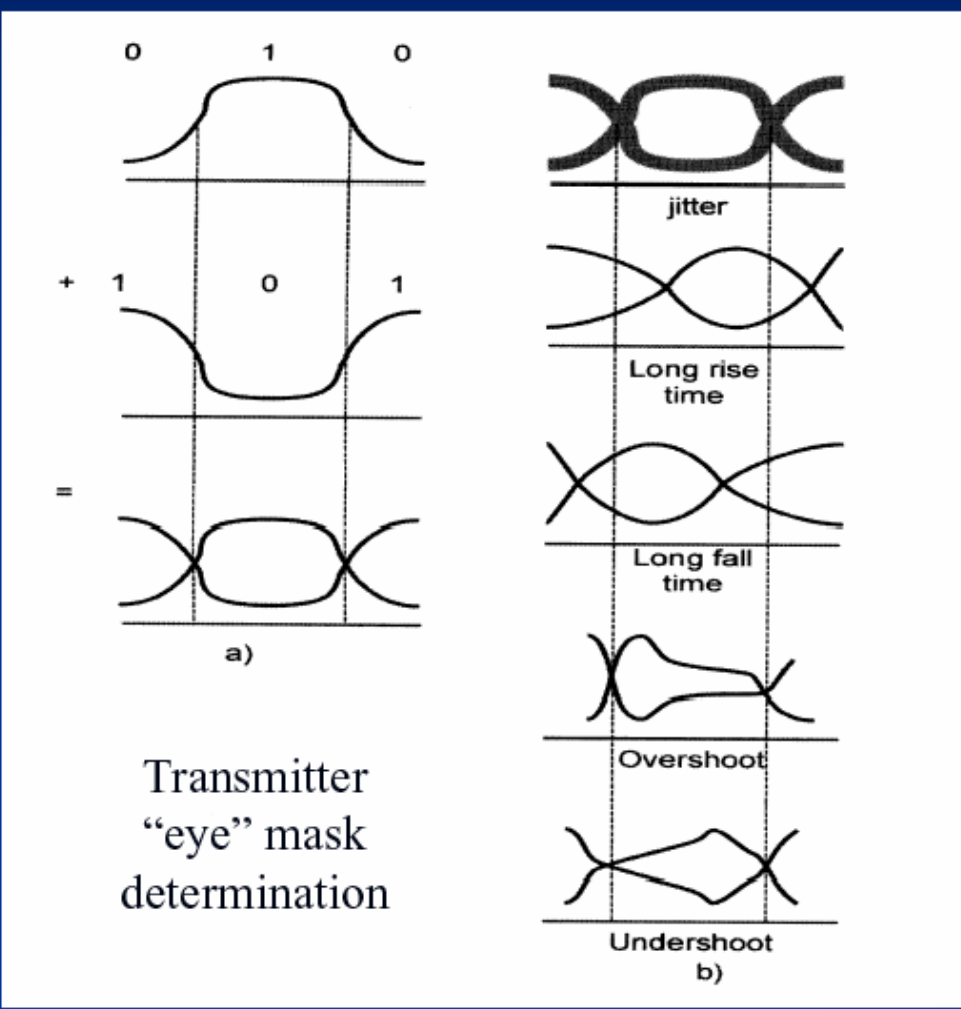 0 1 0
+ 1 0 1
=
a)
Transmitter
“eye” mask
determination
jitter
Long rise
time
Long fall
time
Overshoot
Undershoot
b)